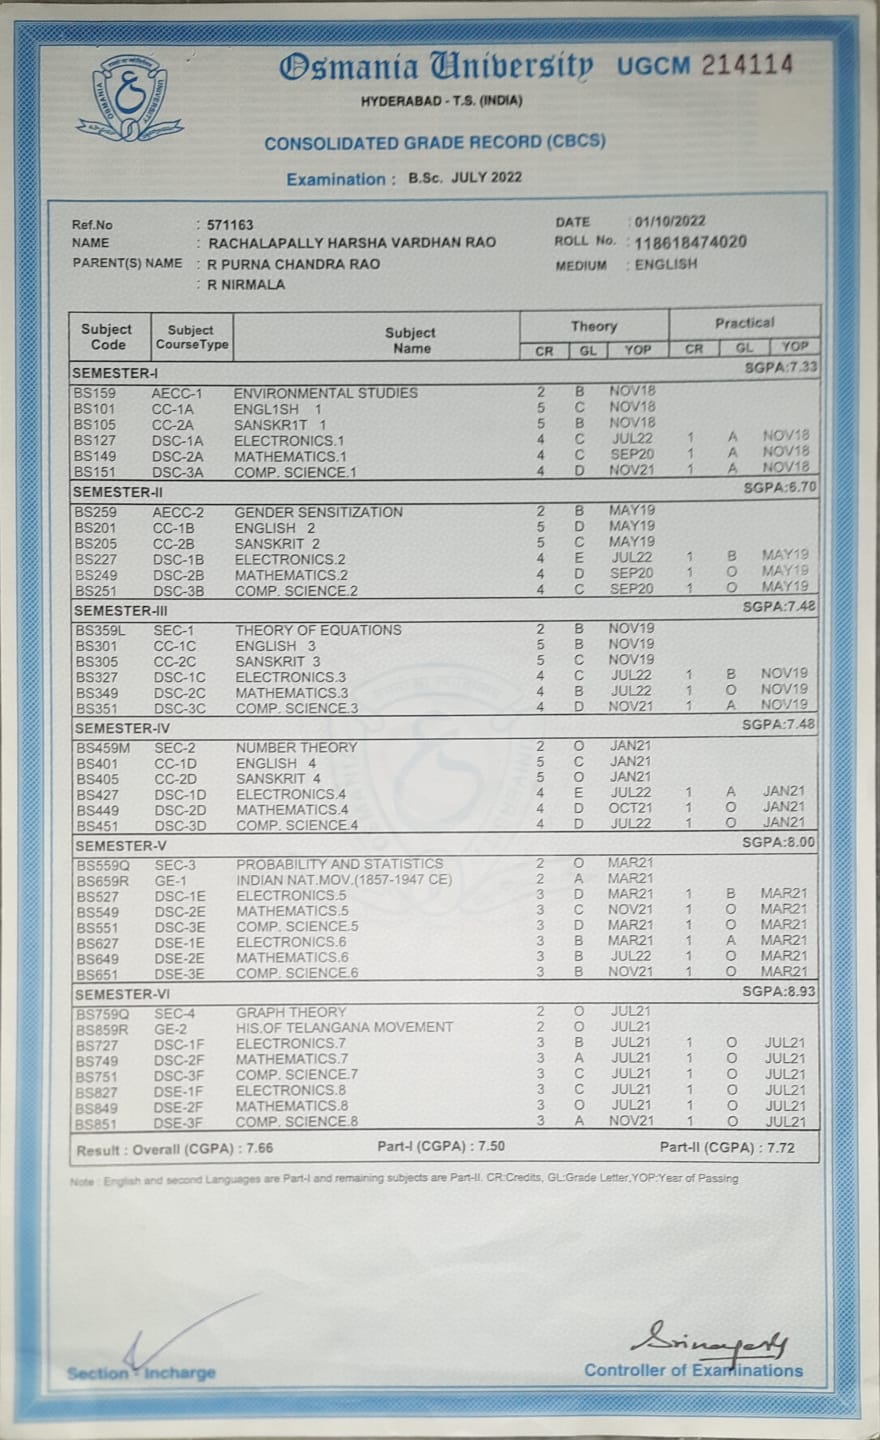 Osmania University UGCM 214114
HYDERABAD - T.S. (INDIA)
CONSOLIDATED GRADE RECORD (CBCS)
Examination : B.Sc. JULY 2022
Ref.No : 571163 DATE : 01/10/2022
NAME : RACHALAPALLY HARSHA VARDHAN RAO ROLL No. : 118618474020
PARENT(S) NAME : R PURNA CHANDRA RAO MEDIUM : ENGLISH
: R NIRMALA
Subject Code Subject CourseType Subject Name Theory Practical
CR GL YOP CR GL YOP
SEMESTER-I SGPA:7.33
BS159 AECC-1 ENVIRONMENTAL STUDIES 2 B NOV18
BS101 CC-1A ENGL1SH 1 5 C NOV18
BS105 CC-2A SANSKR1T 1 5 B NOV18
BS127 DSC-1A ELECTRONICS.1 4 C JUL22 1 A NOV18
BS149 DSC-2A MATHEMATICS.1 4 C SEP20 1 A NOV18
BS151 DSC-3A COMP. SCIENCE.1 4 D NOV21 1 A NOV18
SEMESTER-II SGPA:6.70
BS259 AECC-2 GENDER SENSITIZATION 2 B MAY19
BS201 CC-1B ENGLISH 2 5 D MAY19
BS205 CC-2B SANSKRIT 2 5 C MAY19
BS227 DSC-1B ELECTRONICS.2 4 E JUL22 1 B MAY19
BS249 DSC-2B MATHEMATICS.2 4 D SEP20 1 O MAY19
BS251 DSC-3B COMP. SCIENCE.2 4 C SEP20 1 O MAY19
SEMESTER-III SGPA:7.48
BS359L SEC-1 THEORY OF EQUATIONS 2 B NOV19
BS301 CC-1C ENGLISH 3 5 B NOV19
BS305 CC-2C SANSKRIT 3 5 C NOV19
BS327 DSC-1C ELECTRONICS.3 4 C JUL22 1 B NOV19
BS349 DSC-2C MATHEMATICS.3 4 B JUL22 1 O NOV19
BS351 DSC-3C COMP. SCIENCE.3 4 D NOV21 1 A NOV19
SEMESTER-IV SGPA:7.48
BS459M SEC-2 NUMBER THEORY 2 O JAN21
BS401 CC-1D ENGLISH 4 5 C JAN21
BS405 CC-2D SANSKRIT 4 5 O JAN21
BS427 DSC-1D ELECTRONICS.4 4 E JUL22 1 A JAN21
BS449 DSC-2D MATHEMATICS.4 4 D OCT21 1 O JAN21
BS451 DSC-3D COMP. SCIENCE.4 4 D JUL22 1 O JAN21
SEMESTER-V SGPA:8.00
BS559Q SEC-3 PROBABILITY AND STATISTICS 2 O MAR21
BS659R GE-1 INDIAN NAT.MOV.(1857-1947 CE) 2 A MAR21
BS527 DSC-1E ELECTRONICS.5 3 D MAR21 1 B MAR21
BS549 DSC-2E MATHEMATICS.5 3 C NOV21 1 O MAR21
BS551 DSC-3E COMP. SCIENCE.5 3 D MAR21 1 O MAR21
BS627 DSE-1E ELECTRONICS.6 3 B MAR21 1 A MAR21
BS649 DSE-2E MATHEMATICS.6 3 B JUL22 1 O MAR21
BS651 DSE-3E COMP. SCIENCE.6 3 B NOV21 1 O MAR21
SEMESTER-VI SGPA:8.93
BS759Q SEC-4 GRAPH THEORY 2 O JUL21
BS859R GE-2 HIS.OF TELANGANA MOVEMENT 2 O JUL21
BS727 DSC-1F ELECTRONICS.7 3 B JUL21 1 O JUL21
BS749 DSC-2F MATHEMATICS.7 3 A JUL21 1 O JUL21
BS751 DSC-3F COMP. SCIENCE.7 3 C JUL21 1 O JUL21
BS827 DSE-1F ELECTRONICS.8 3 C JUL21 1 O JUL21
BS849 DSE-2F MATHEMATICS.8 3 O JUL21 1 O JUL21
BS851 DSE-3F COMP. SCIENCE.8 3 A NOV21 1 O JUL21
Result : Overall (CGPA) : 7.66 Part-I (CGPA) : 7.50 Part-II (CGPA) : 7.72
Note : English and second Languages are Part-I and remaining subjects are Part-II. CR:Credits, GL:Grade Letter,YOP:Year of Passing
Section - Incharge Controller of Examinations